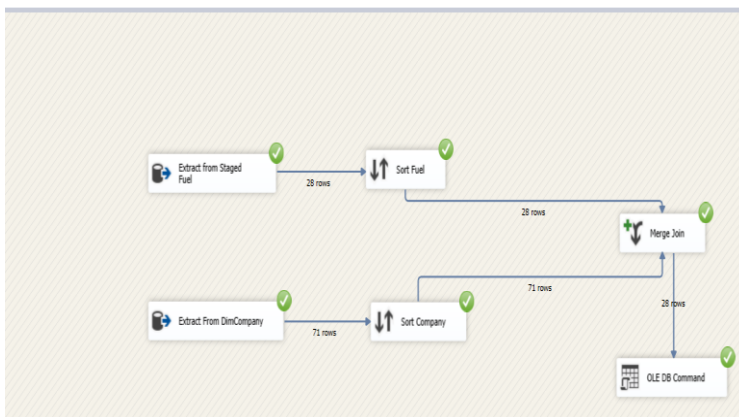 Extract from Staged
Fuel
28 rows
Sort Fuel
28 rows
Merge Join
Extract From DimCompany
71 rows
Sort Company
71 rows
28 rows
OLE DB Command